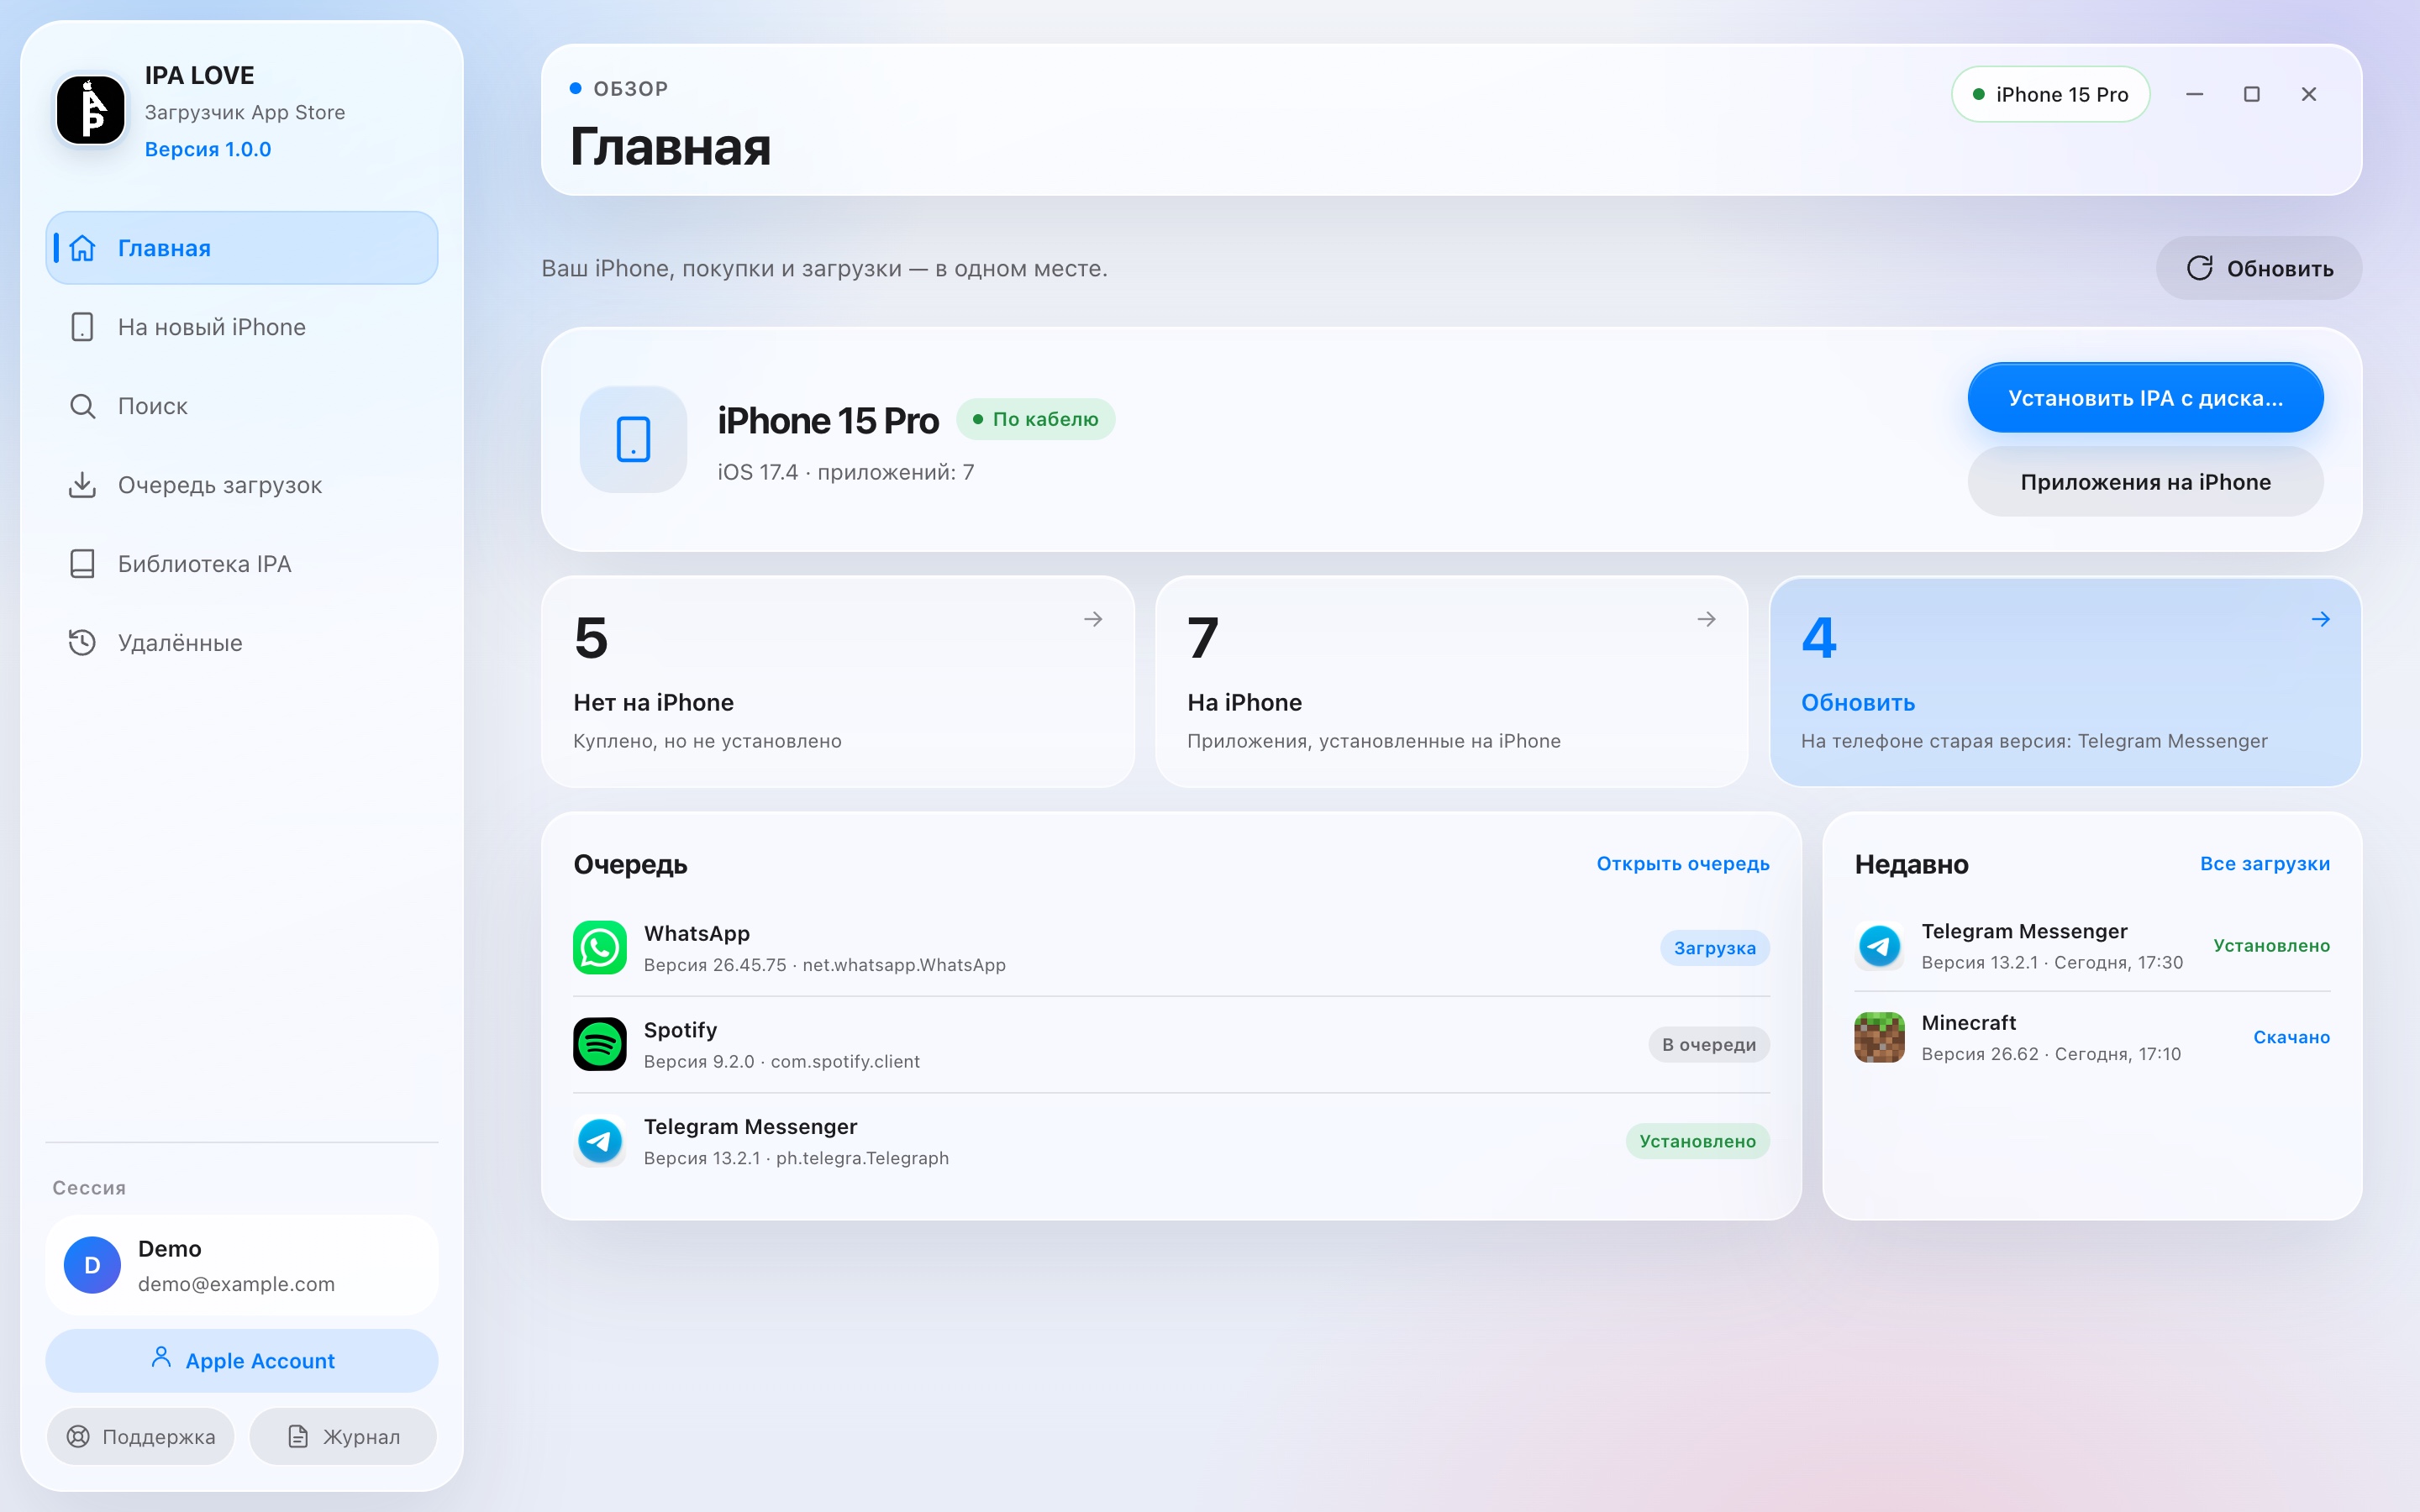 IPA LOVE
Загрузчик App Store
Версия 1.0.0
Главная
На новый iPhone
Поиск
Очередь загрузок
Библиотека IPA
Удалённые
Сессия
D
Demo
demo@example.com
Apple Account
Поддержка
Журнал
ОБЗОР
Главная
iPhone 15 Pro
Ваш iPhone, покупки и загрузки — в одном месте.
Обновить
iPhone 15 Pro
По кабелю
iOS 17.4 · приложений: 7
Установить IPA с диска...
Приложения на iPhone
5
Нет на iPhone
Куплено, но не установлено
7
На iPhone
Приложения, установленные на iPhone
4
Обновить
На телефоне старая версия: Telegram Messenger
Очередь
Открыть очередь
WhatsApp
Версия 26.45.75 · net.whatsapp.WhatsApp
Загрузка
Spotify
Версия 9.2.0 · com.spotify.client
В очереди
Telegram Messenger
Версия 13.2.1 · ph.telegra.Telegraph
Установлено
Недавно
Все загрузки
Telegram Messenger
Версия 13.2.1 · Сегодня, 17:30
Установлено
Minecraft
Версия 26.62 · Сегодня, 17:10
Скачано